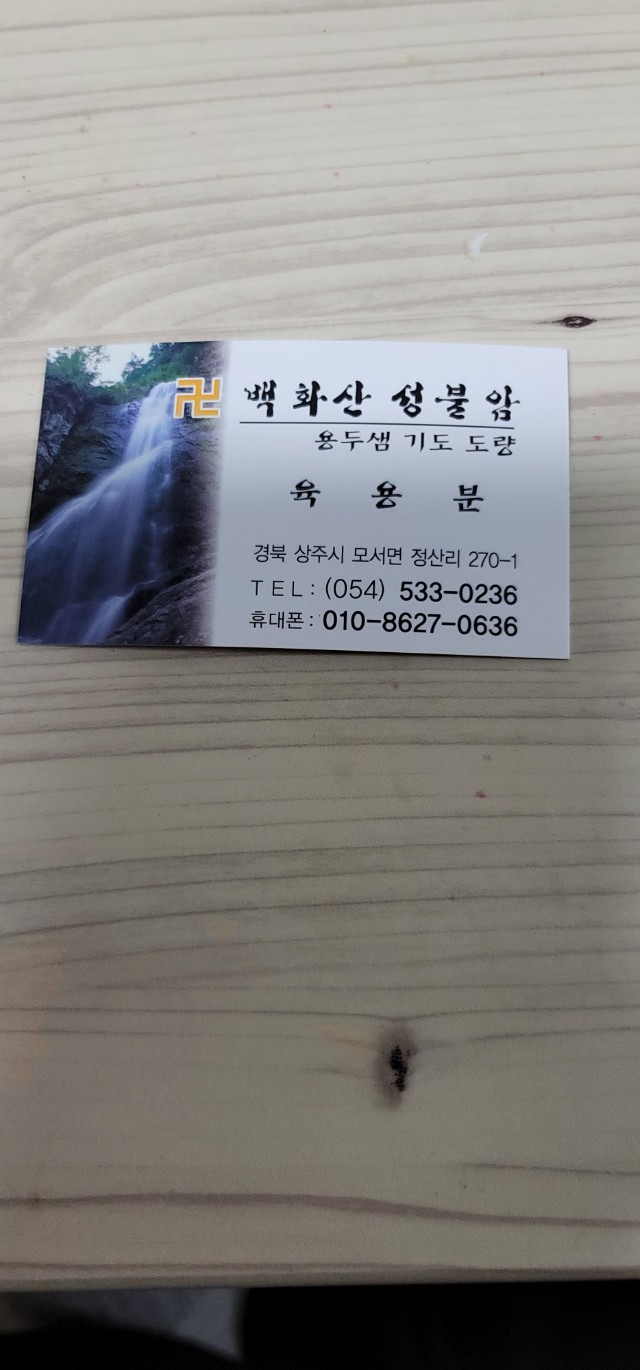 卍 백화산 성불암
용두샘 기도 도량
육 용 분
경북 상주시 모서면 정산리 270-1
TEL: (054) 533-0236
휴대폰: 010-8627-0636